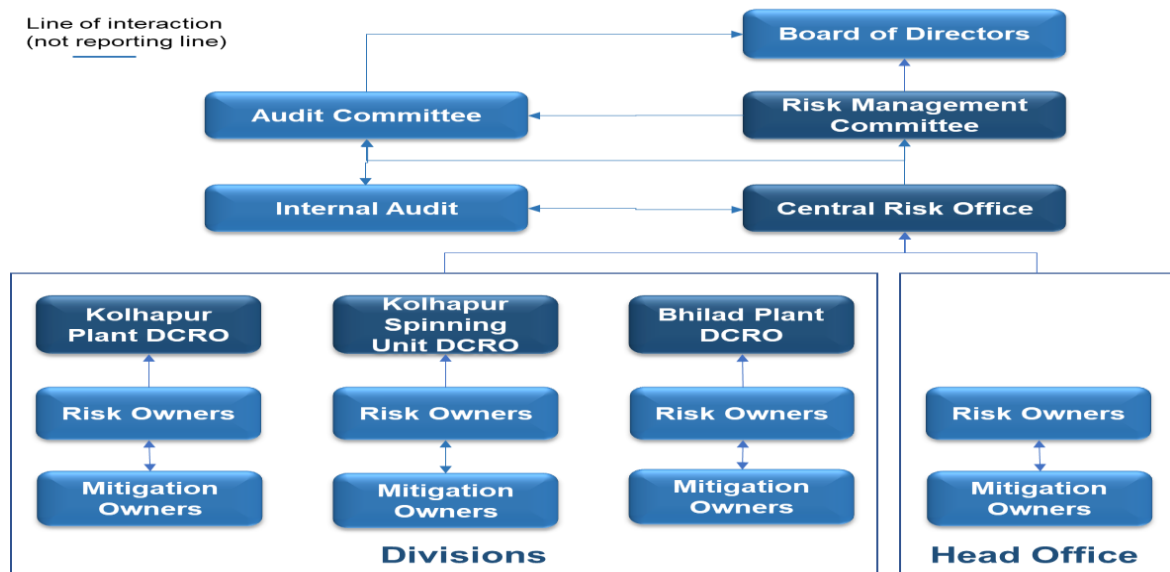 Line of interaction
(not reporting line)
Board of Directors
Audit Committee
Risk Management
Committee
Internal Audit
Central Risk Office
Kolhapur
Plant DCRO
Kolhapur
Spinning
Unit DCRO
Bhilad Plant
DCRO
Risk Owners
Risk Owners
Risk Owners
Risk Owners
Mitigation
Owners
Mitigation
Owners
Mitigation
Owners
Mitigation
Owners
Divisions
Head Office